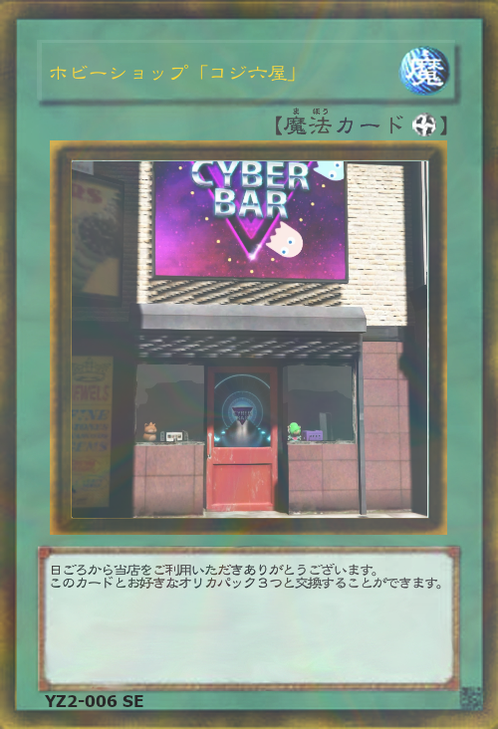 ホビーショップ「コジ六屋」
魔
ま ほう
【魔法カード】
CYBER
BAR
日ごろから当店をご利用いただきありがとうございます。
このカードとお好きなオリカパック3つと交換することができます。
YZ2-006 SE